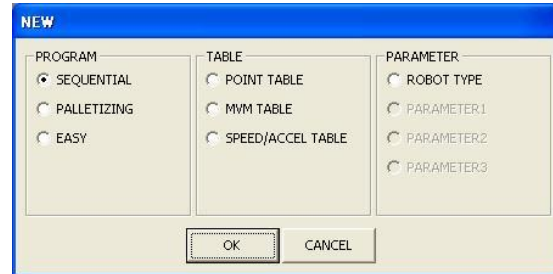 NEW
PROGRAM
SEQUENTIAL
PALLETIZING
EASY
TABLE
POINT TABLE
MVM TABLE
SPEED/ACCEL TABLE
PARAMETER
ROBOT TYPE
PARAMETER1
PARAMETER2
PARAMETER3
OK
CANCEL